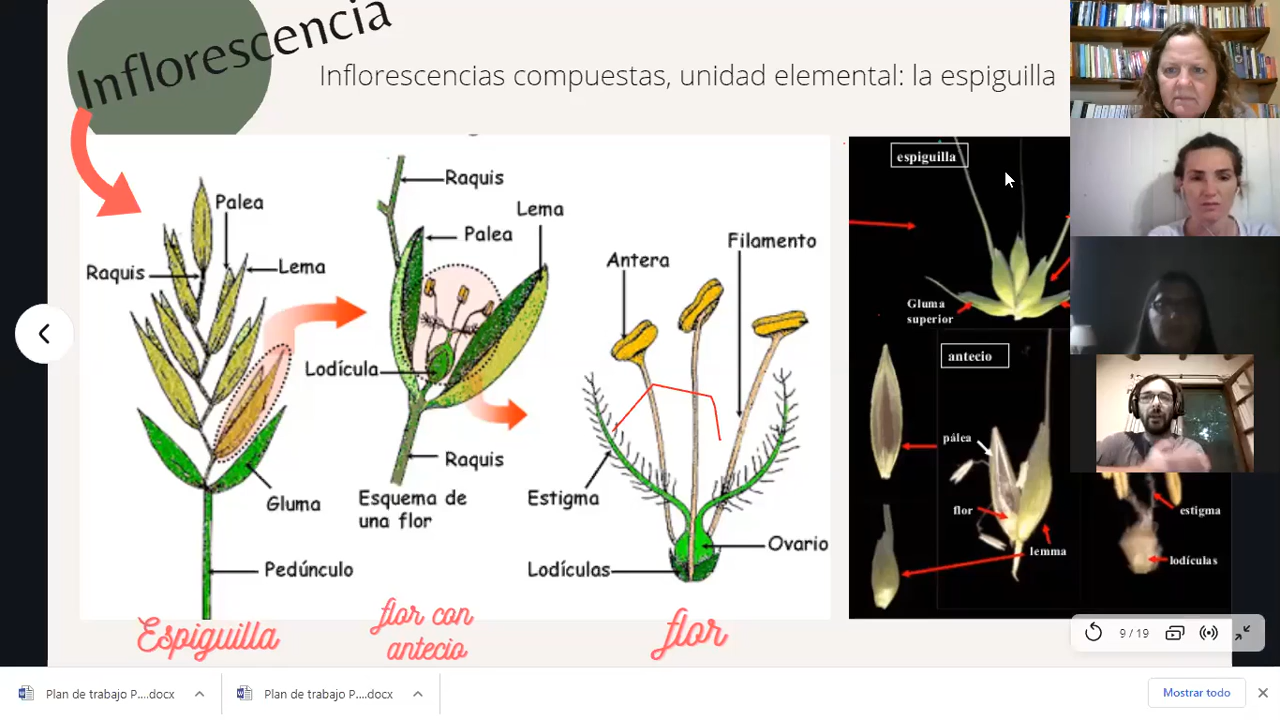 Inflorescencia
Inflorescencias compuestas, unidad elemental: la espiguilla
Palea
Raquis
Lema
Gluma
Pedúnculo
Espiguilla
Raquis
Lema
Palea
Lodícula
Raquis
Esquema de
una flor
flor con
antecio
Filamento
Antera
Estigma
Ovario
Lodículas
flor
espiguilla
Gluma
superior
antecio
pálea
flor
lemma
estigma
lodículas
9 / 19
Plan de trabajo P....docx
Plan de trabajo P....docx
Mostrar todo